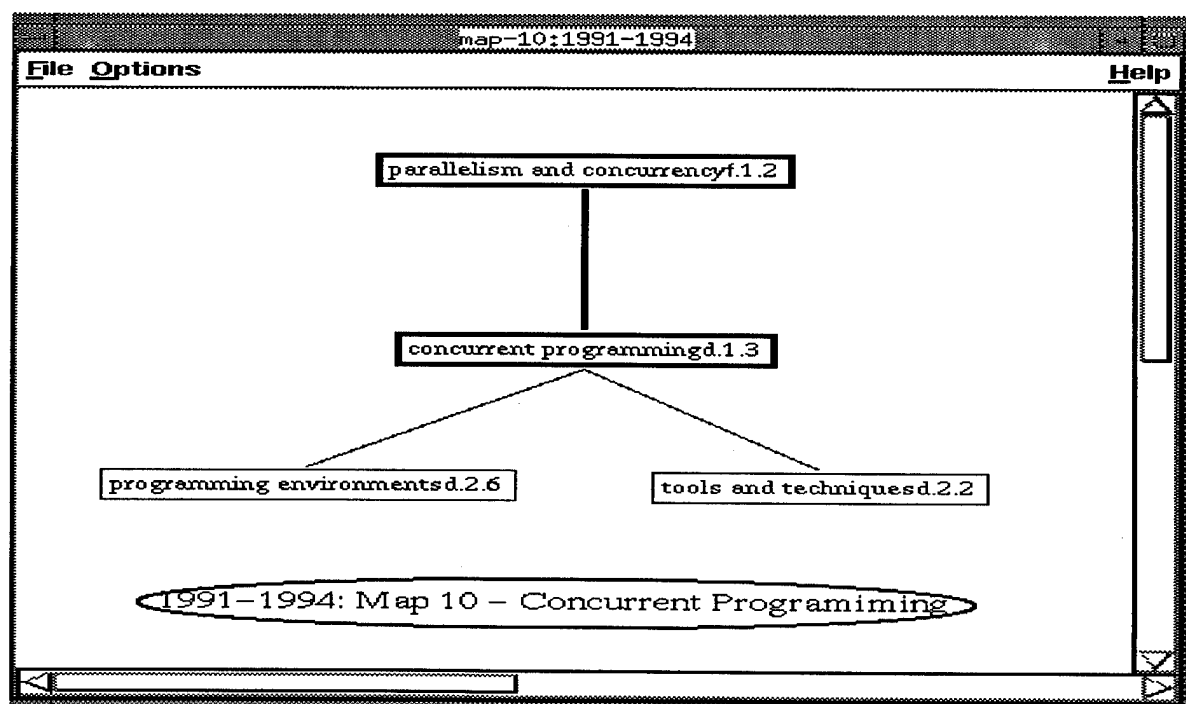 map-10:1991-1994
File Options Help
parallelism and concurrencyf.1.2
concurrent programmingd.1.3
programming environmentsd.2.6
tools and techniquesd.2.2
1991-1994: Map 10 - Concurrent Programiming